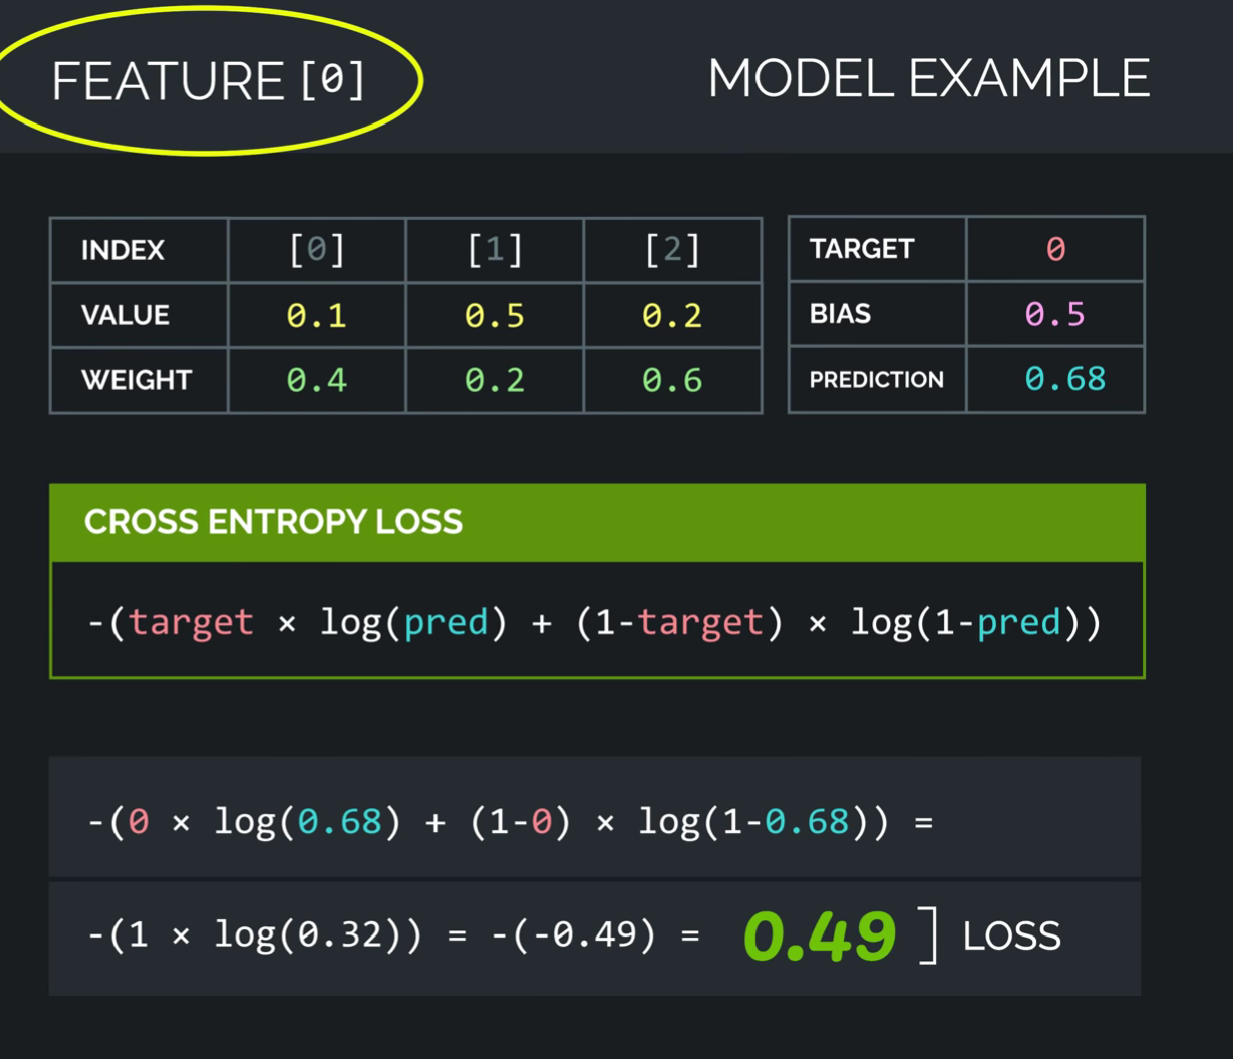 FEATURE [0]
MODEL EXAMPLE
INDEX [0] [1] [2]
VALUE 0.1 0.5 0.2
WEIGHT 0.4 0.2 0.6
TARGET 0
BIAS 0.5
PREDICTION 0.68
CROSS ENTROPY LOSS
-(target × log(pred) + (1-target) × log(1-pred))
-(0 × log(0.68) + (1-0) × log(1-0.68)) =
-(1 × log(0.32)) = -(-0.49) = 0.49 ] LOSS